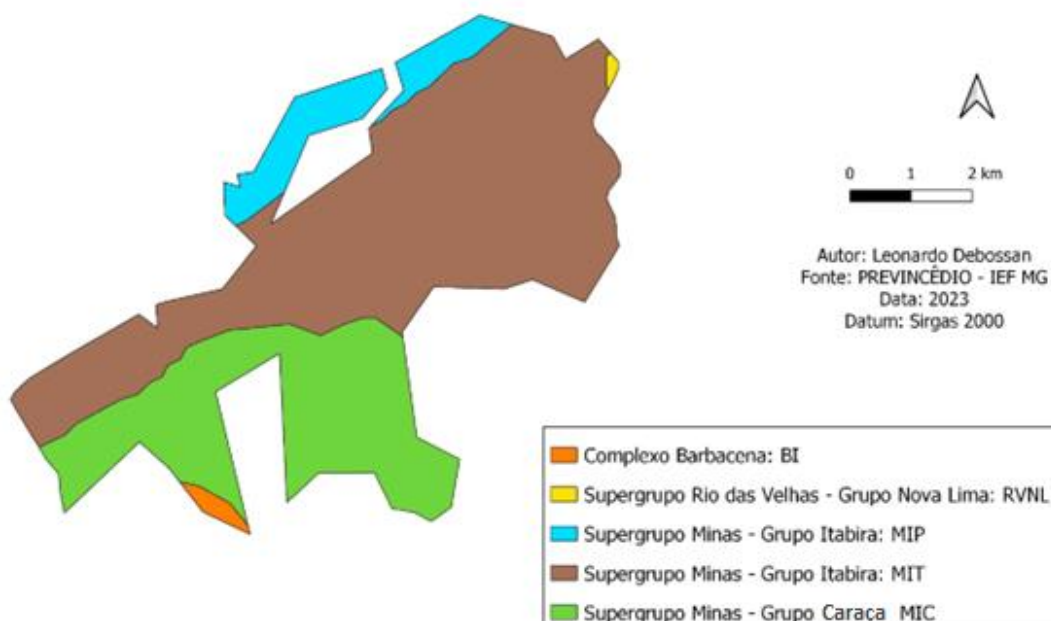 0 1 2 km
Autor: Leonardo Debossan
Fonte: PREVINCÊDIO - IEF MG
Data: 2023
Datum: Sirgas 2000
Complexo Barbacena: BI
Supergrupo Rio das Velhas - Grupo Nova Lima: RVNL
Supergrupo Minas - Grupo Itabira: MIP
Supergrupo Minas - Grupo Itabira: MIT
Supergrupo Minas - Grupo Caraça MIC